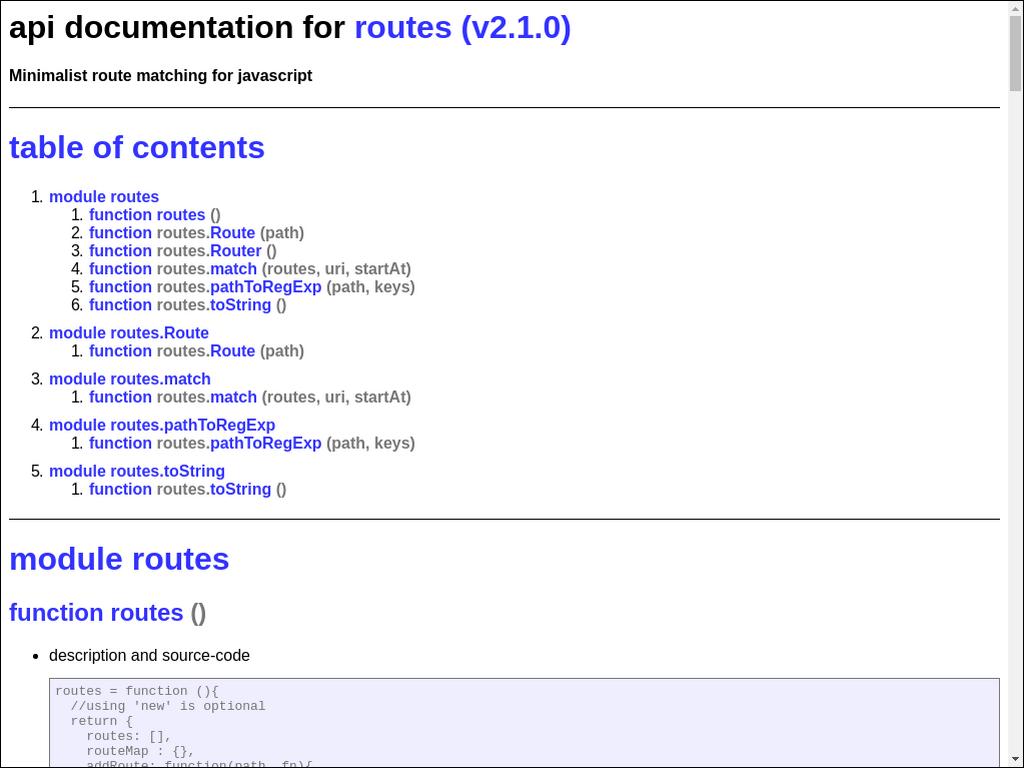 api documentation for routes (v2.1.0)
Minimalist route matching for javascript
table of contents
1. module routes
1. function routes ()
2. function routes.Route (path)
3. function routes.Router ()
4. function routes.match (routes, uri, startAt)
5. function routes.pathToRegExp (path, keys)
6. function routes.toString ()
2. module routes.Route
1. function routes.Route (path)
3. module routes.match
1. function routes.match (routes, uri, startAt)
4. module routes.pathToRegExp
1. function routes.pathToRegExp (path, keys)
5. module routes.toString
1. function routes.toString ()
module routes
function routes ()
• description and source-code
routes = function (){
//using 'new' is optional
return {
routes: [],
routeMap : {},
addRoute: function(path, fn){